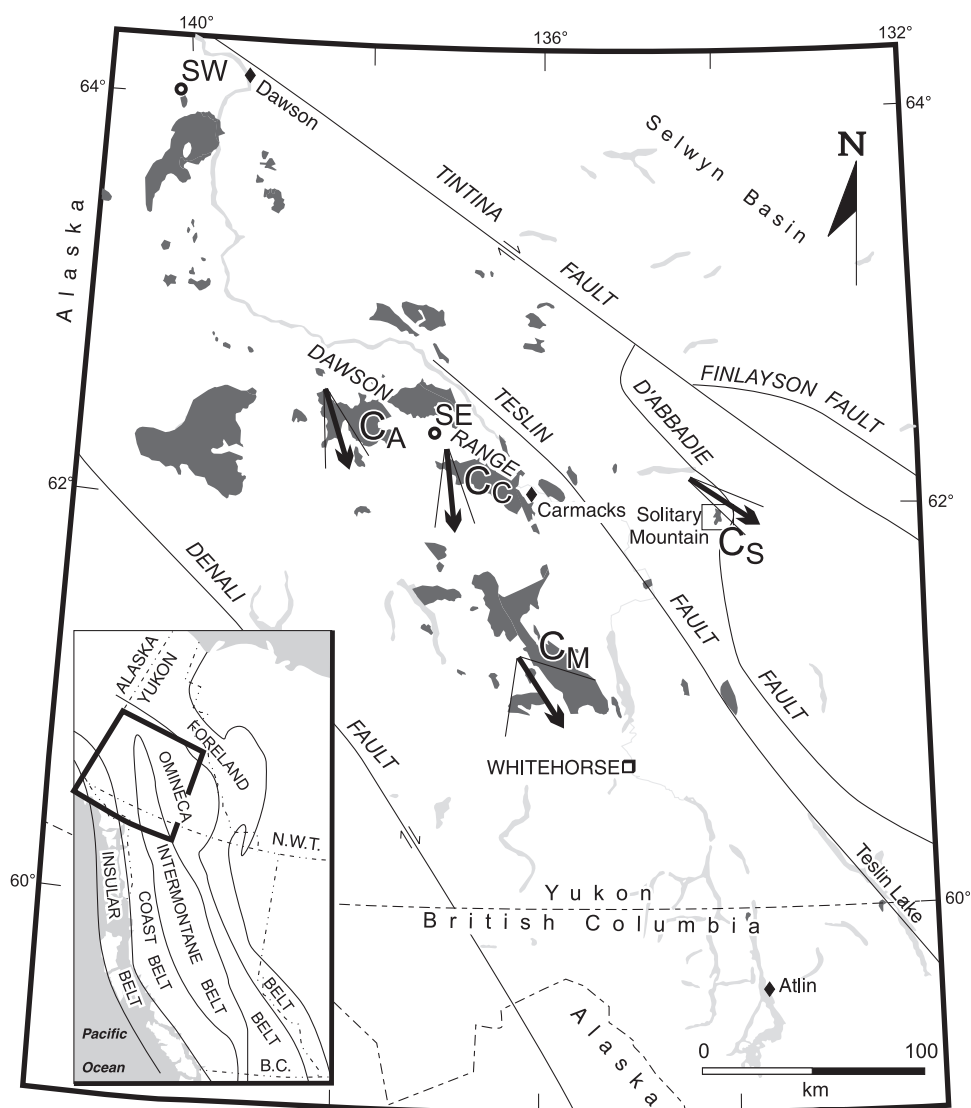 140°
136°
132°
SW
64°
Dawson
64°
Selwyn Basin
N
TINTINA
FAULT
Alaska
DAWSON
RANGE
TESLIN
FAULT
FINLAYSON FAULT
D'ABBADIE
FAULT
CA
SE
CC
Carmacks
62°
62°
Solitary
Mountain
CS
DENALI
FAULT
CM
WHITEHORSE
ALASKA
YUKON
FORELAND
OMINECA
N.W.T.
INSULAR
BELT
COAST BELT
INTERMONTANE
BELT
BELT
BELT
Pacific
Ocean
B.C.
60°
60°
Teslin Lake
Yukon
British Columbia
Atlin
Alaska
0
100
km